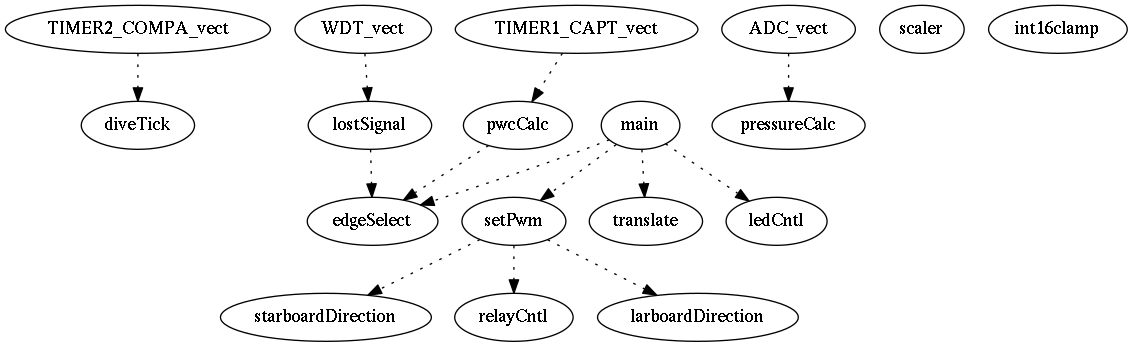 TIMER2_COMPA_vect
WDT_vect
TIMER1_CAPT_vect
ADC_vect
scaler
int16clamp
diveTick
lostSignal
pwcCalc
main
pressureCalc
edgeSelect
setPwm
translate
ledCntl
starboardDirection
relayCntl
larboardDirection